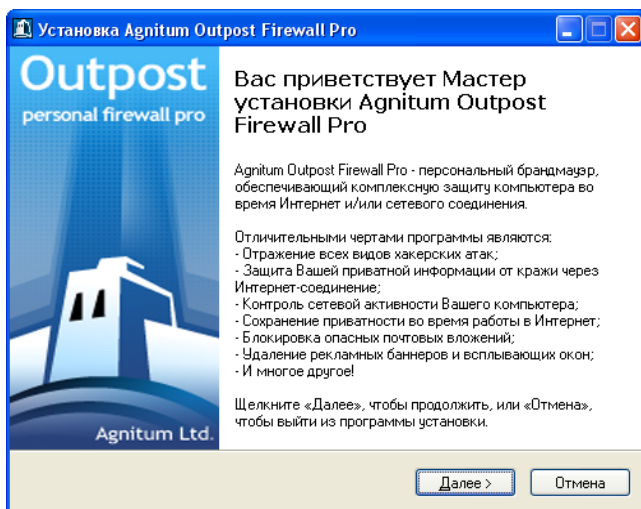 Установка Agnitum Outpost Firewall Pro
Outpost
personal firewall pro
Agnitum Ltd.
Вас приветствует Мастер
установки Agnitum Outpost
Firewall Pro
Agnitum Outpost Firewall Pro - персональный брандмауэр,
обеспечивающий комплексную защиту компьютера во
время Интернет и/или сетевого соединения.
Отличительными чертами программы являются:
- Отражение всех видов хакерских атак;
- Защита Вашей приватной информации от кражи через
Интернет-соединение;
- Контроль сетевой активности Вашего компьютера;
- Сохранение приватности во время работы в Интернет;
- Блокировка опасных почтовых вложений;
- Удаление рекламных баннеров и всплывающих окон;
- И многое другое!
Щелкните «Далее», чтобы продолжить, или «Отмена»,
чтобы выйти из программы установки.
Далее >
Отмена